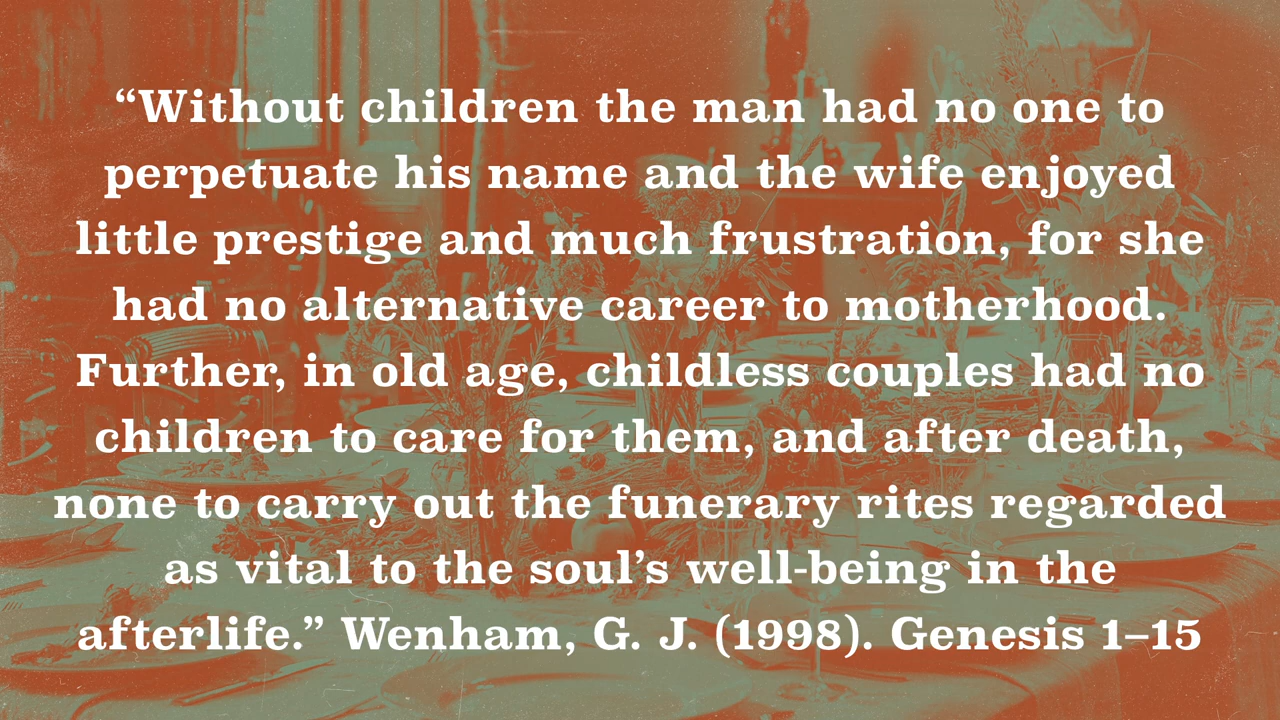 “Without children the man had no one to
perpetuate his name and the wife enjoyed
little prestige and much frustration, for she
had no alternative career to motherhood.
Further, in old age, childless couples had no
children to care for them, and after death,
none to carry out the funerary rites regarded
as vital to the soul’s well-being in the
afterlife.” Wenham, G. J. (1998). Genesis 1–15